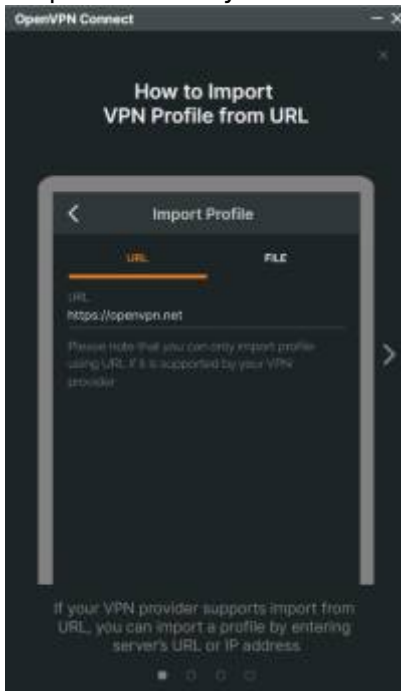 OpenVPN Connect
How to Import
VPN Profile from URL
Import Profile
URL
FILE
URL
https://openvpn.net
Please note that you can only import profile
using URL if it is supported by your VPN
provider
If your VPN provider supports import from
URL, you can import a profile by entering
server's URL or IP address